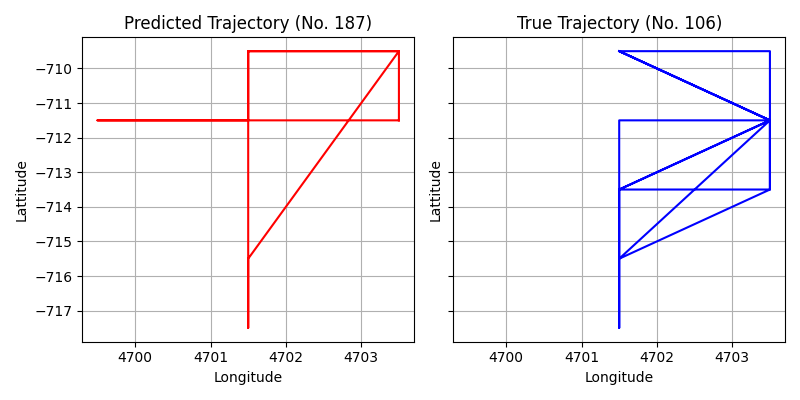 Predicted Trajectory (No. 187)
True Trajectory (No. 106)
−710
−711
−712
−713
−714
−715
−716
−717
Lattitude
Lattitude
4700 4701 4702 4703
4700 4701 4702 4703
Longitude
Longitude